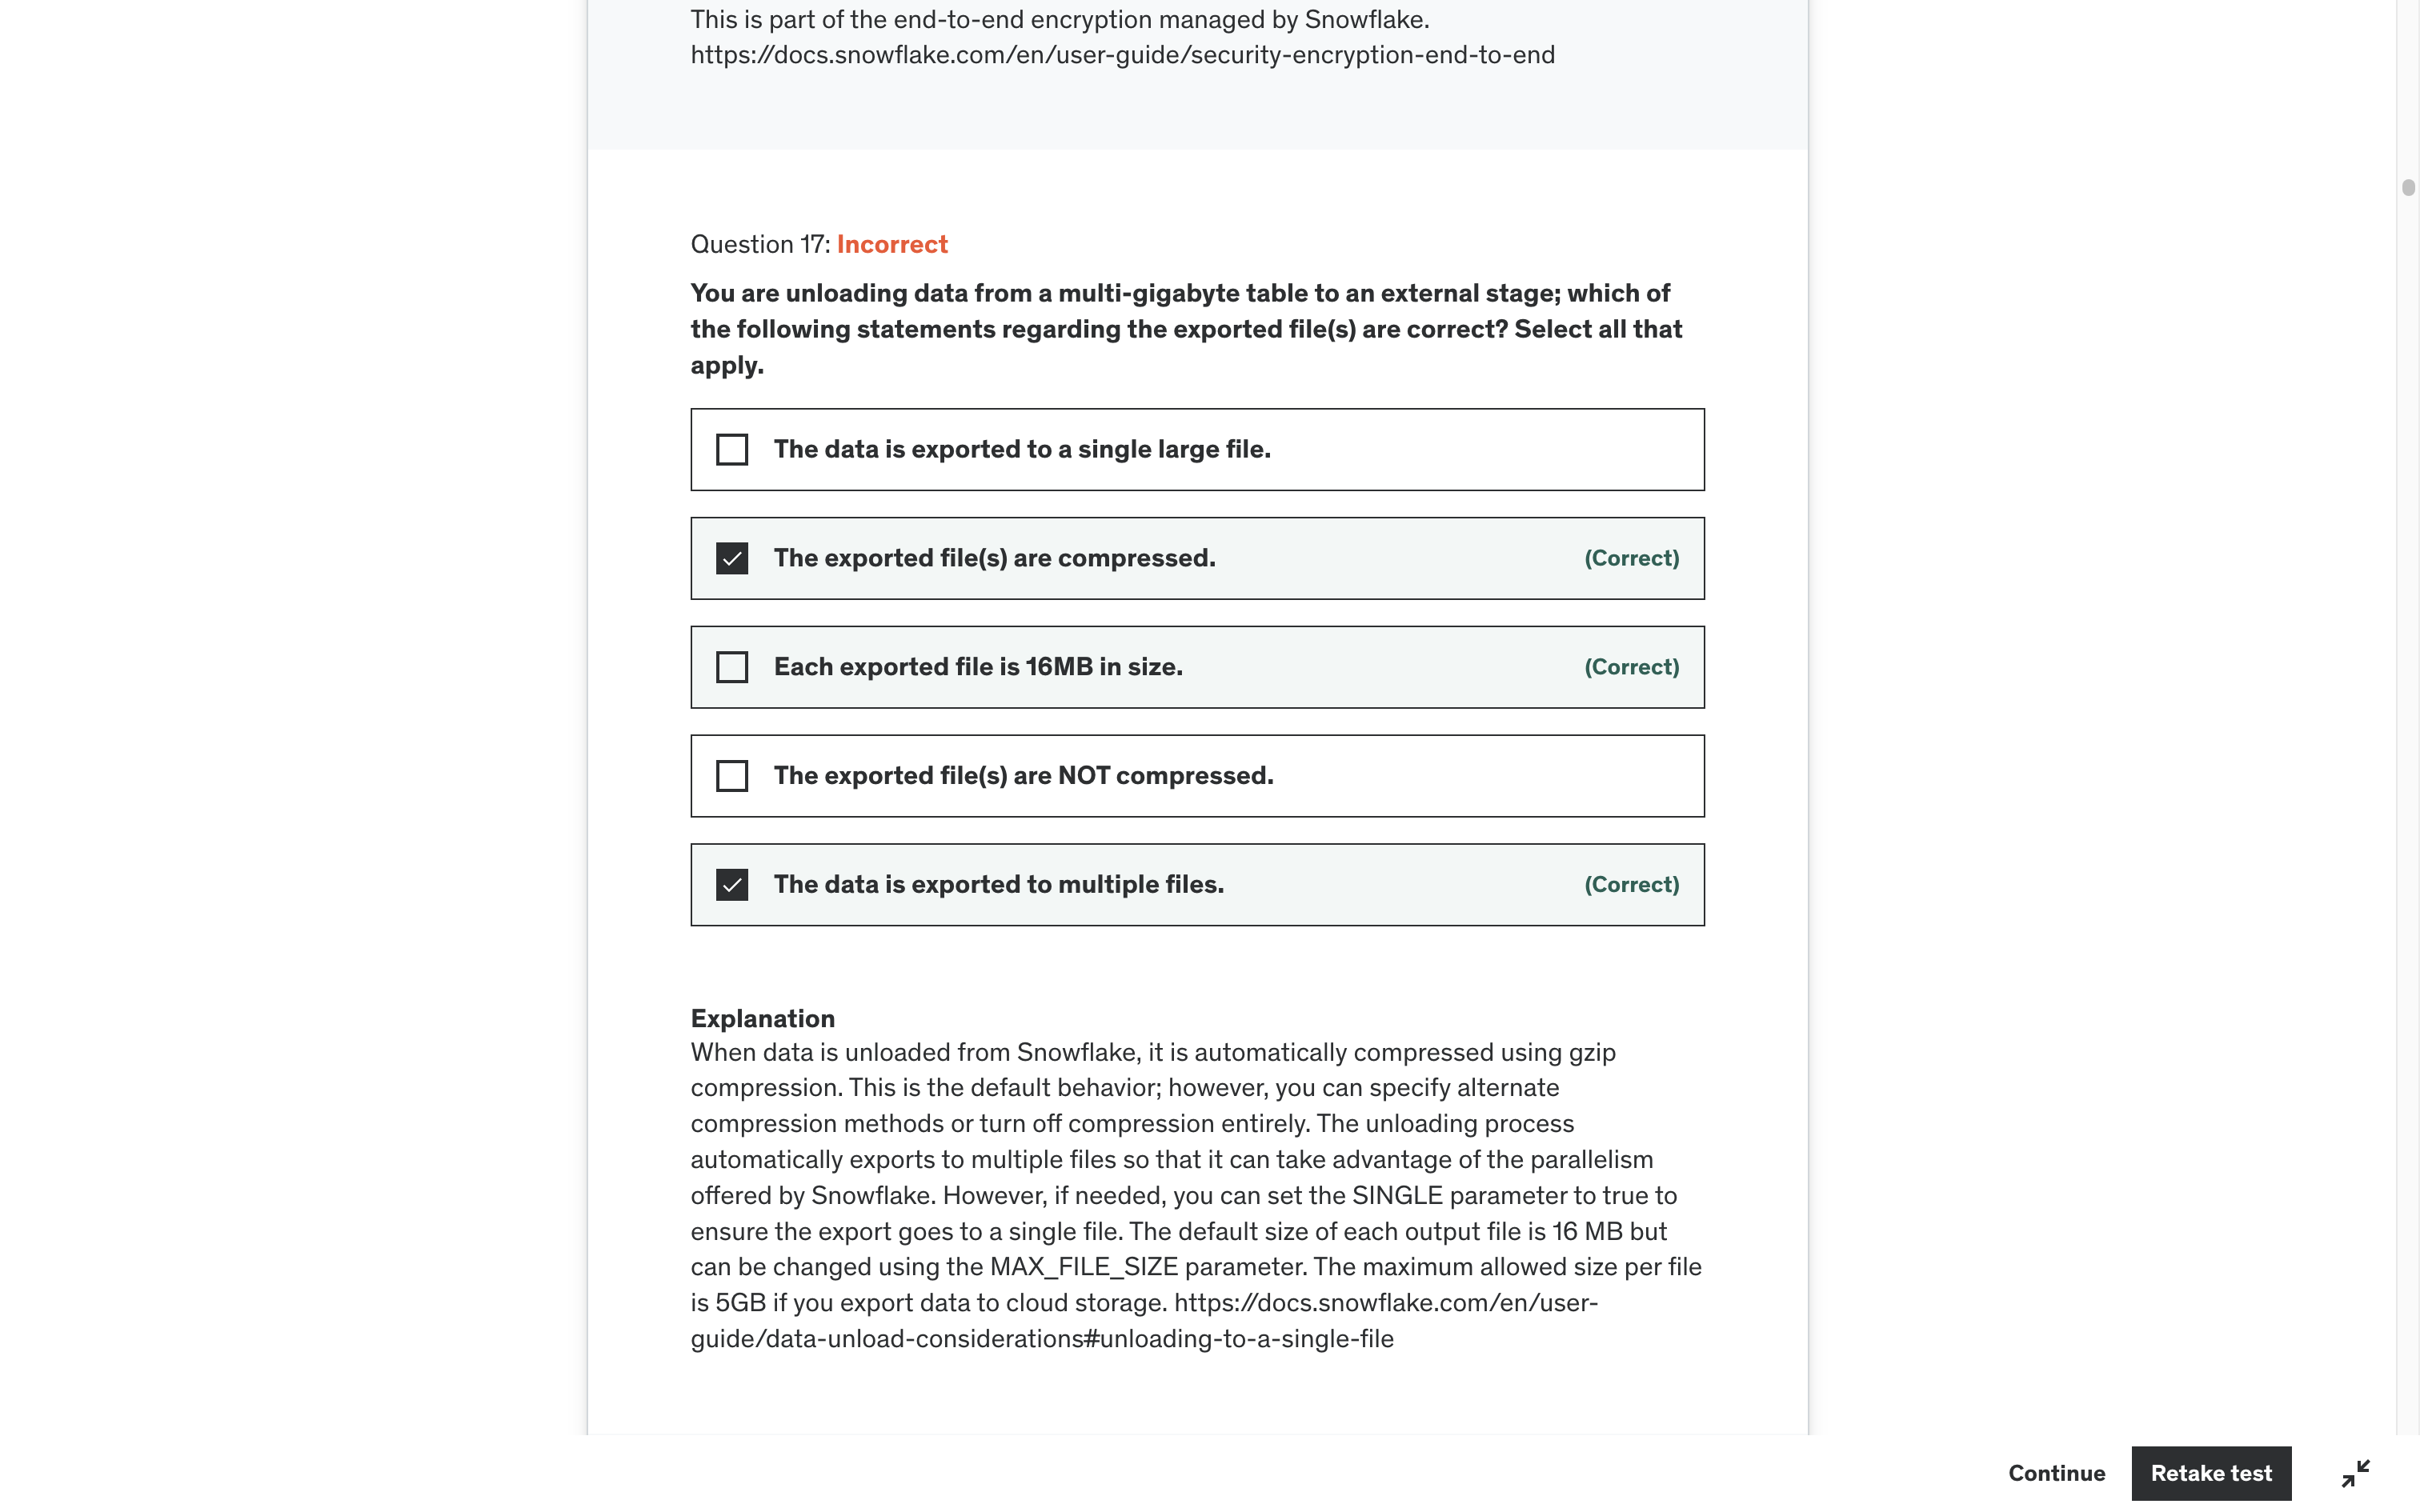 This is part of the end-to-end encryption managed by Snowflake.
https://docs.snowflake.com/en/user-guide/security-encryption-end-to-end
Question 17: Incorrect
You are unloading data from a multi-gigabyte table to an external stage; which of
the following statements regarding the exported file(s) are correct? Select all that
apply.
The data is exported to a single large file.
The exported file(s) are compressed. (Correct)
Each exported file is 16MB in size. (Correct)
The exported file(s) are NOT compressed.
The data is exported to multiple files. (Correct)
Explanation
When data is unloaded from Snowflake, it is automatically compressed using gzip
compression. This is the default behavior; however, you can specify alternate
compression methods or turn off compression entirely. The unloading process
automatically exports to multiple files so that it can take advantage of the parallelism
offered by Snowflake. However, if needed, you can set the SINGLE parameter to true to
ensure the export goes to a single file. The default size of each output file is 16 MB but
can be changed using the MAX_FILE_SIZE parameter. The maximum allowed size per file
is 5GB if you export data to cloud storage. https://docs.snowflake.com/en/user-
guide/data-unload-considerations#unloading-to-a-single-file
Continue Retake test